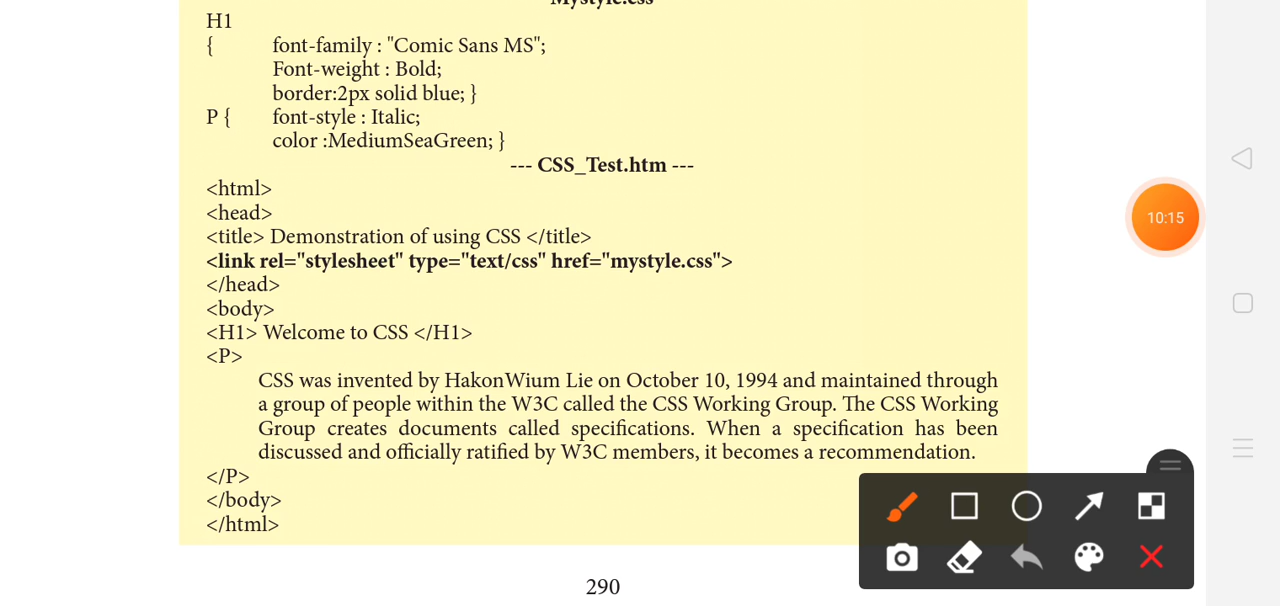 Mystyle.css
H1
{ font-family : "Comic Sans MS";
Font-weight : Bold;
border:2px solid blue; }
P { font-style : Italic;
color :MediumSeaGreen; }
--- CSS_Test.htm ---
<html>
<head>
<title> Demonstration of using CSS </title>
<link rel="stylesheet" type="text/css" href="mystyle.css">
</head>
<body>
<H1> Welcome to CSS </H1>
<P>
CSS was invented by HakonWium Lie on October 10, 1994 and maintained through
a group of people within the W3C called the CSS Working Group. The CSS Working
Group creates documents called specifications. When a specification has been
discussed and officially ratified by W3C members, it becomes a recommendation.
</P>
</body>
</html>
290
10:15